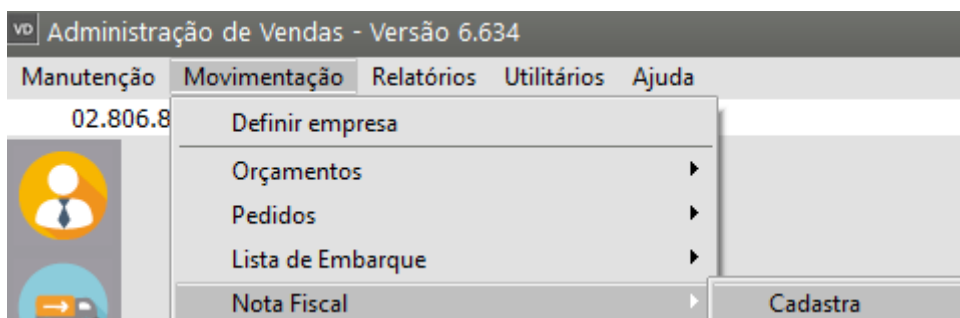 VD Administração de Vendas - Versão 6.634
Manutenção Movimentação Relatórios Utilitários Ajuda
02.806.8
Definir empresa
Orçamentos
Pedidos
Lista de Embarque
Nota Fiscal Cadastra